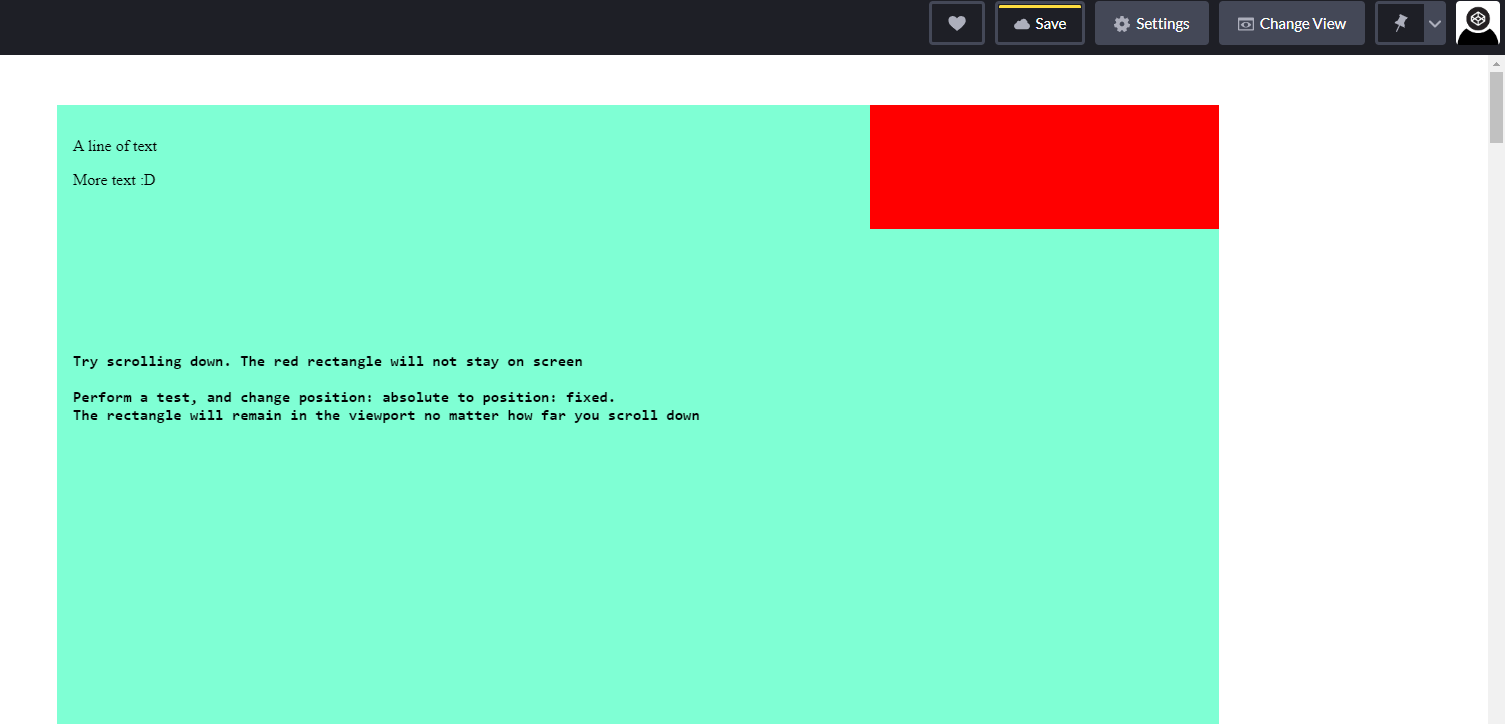 Save
Settings
Change View
A line of text
More text :D
Try scrolling down. The red rectangle will not stay on screen
Perform a test, and change position: absolute to position: fixed.
The rectangle will remain in the viewport no matter how far you scroll down